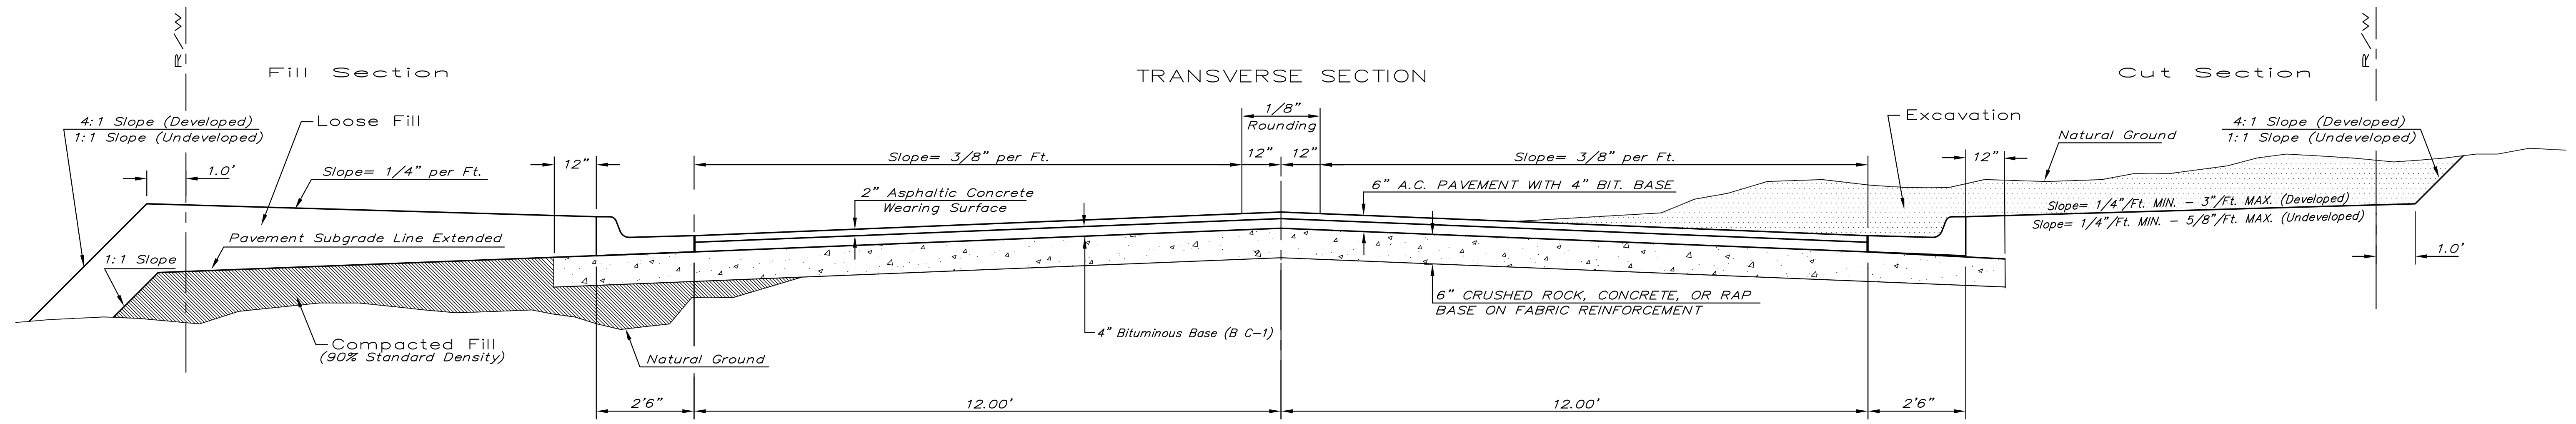 R/W
Fill Section
TRANSVERSE SECTION
Cut Section
R/W
4:1 Slope (Developed)
1:1 Slope (Undeveloped)
Loose Fill
1/8"
Rounding
Excavation
Natural Ground
4:1 Slope (Developed)
1:1 Slope (Undeveloped)
1.0'
Slope= 1/4" per Ft.
12"
Slope= 3/8" per Ft.
12"
12"
Slope= 3/8" per Ft.
12"
2" Asphaltic Concrete
Wearing Surface
6" A.C. PAVEMENT WITH 4" BIT. BASE
Slope= 1/4"/Ft. MIN. - 3"/Ft. MAX. (Developed)
Slope= 1/4"/Ft. MIN. - 5/8"/Ft. MAX. (Undeveloped)
Pavement Subgrade Line Extended
1:1 Slope
1.0'
6" CRUSHED ROCK, CONCRETE, OR RAP
BASE ON FABRIC REINFORCEMENT
4" Bituminous Base (B C-1)
Compacted Fill
(90% Standard Density)
Natural Ground
2'6"
12.00'
12.00'
2'6"